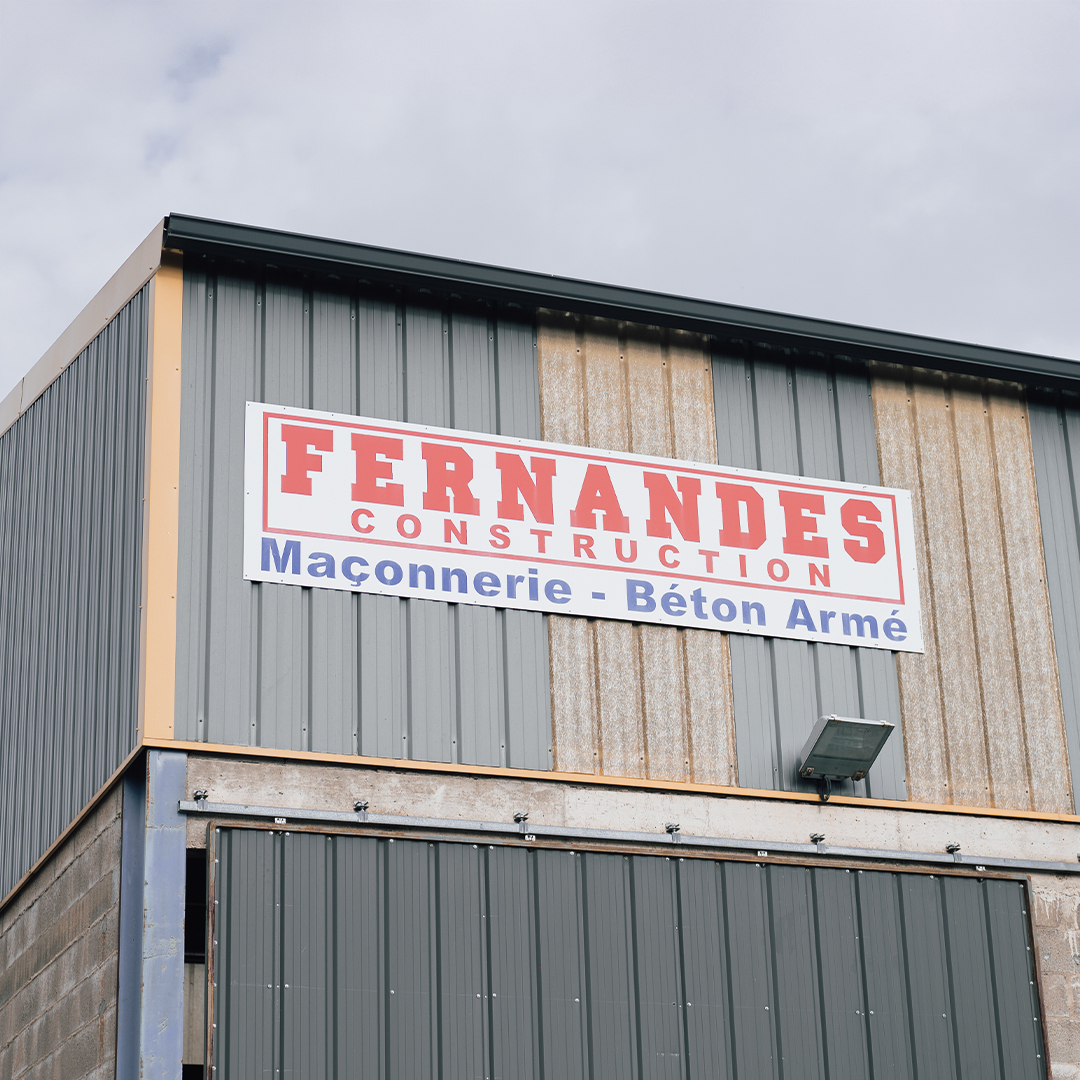 FERNANDES
CONSTRUCTION
Maçonnerie - Béton Armé